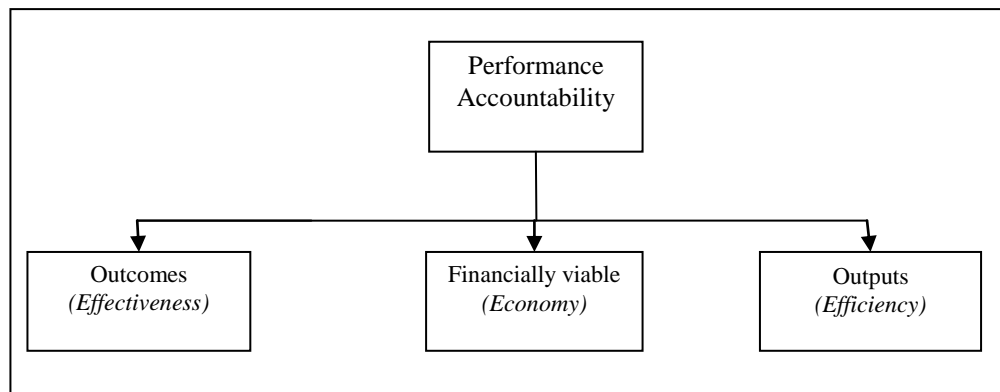 Performance
Accountability
Outcomes
(Effectiveness)
Financially viable
(Economy)
Outputs
(Efficiency)